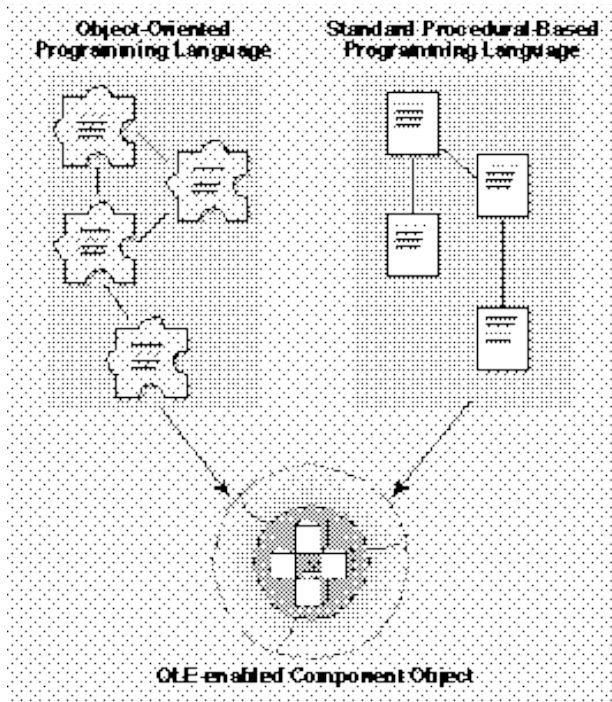 Object-Oriented
Programming Language
Standard Procedural-Based
Programming Language
OLE-enabled Component Object